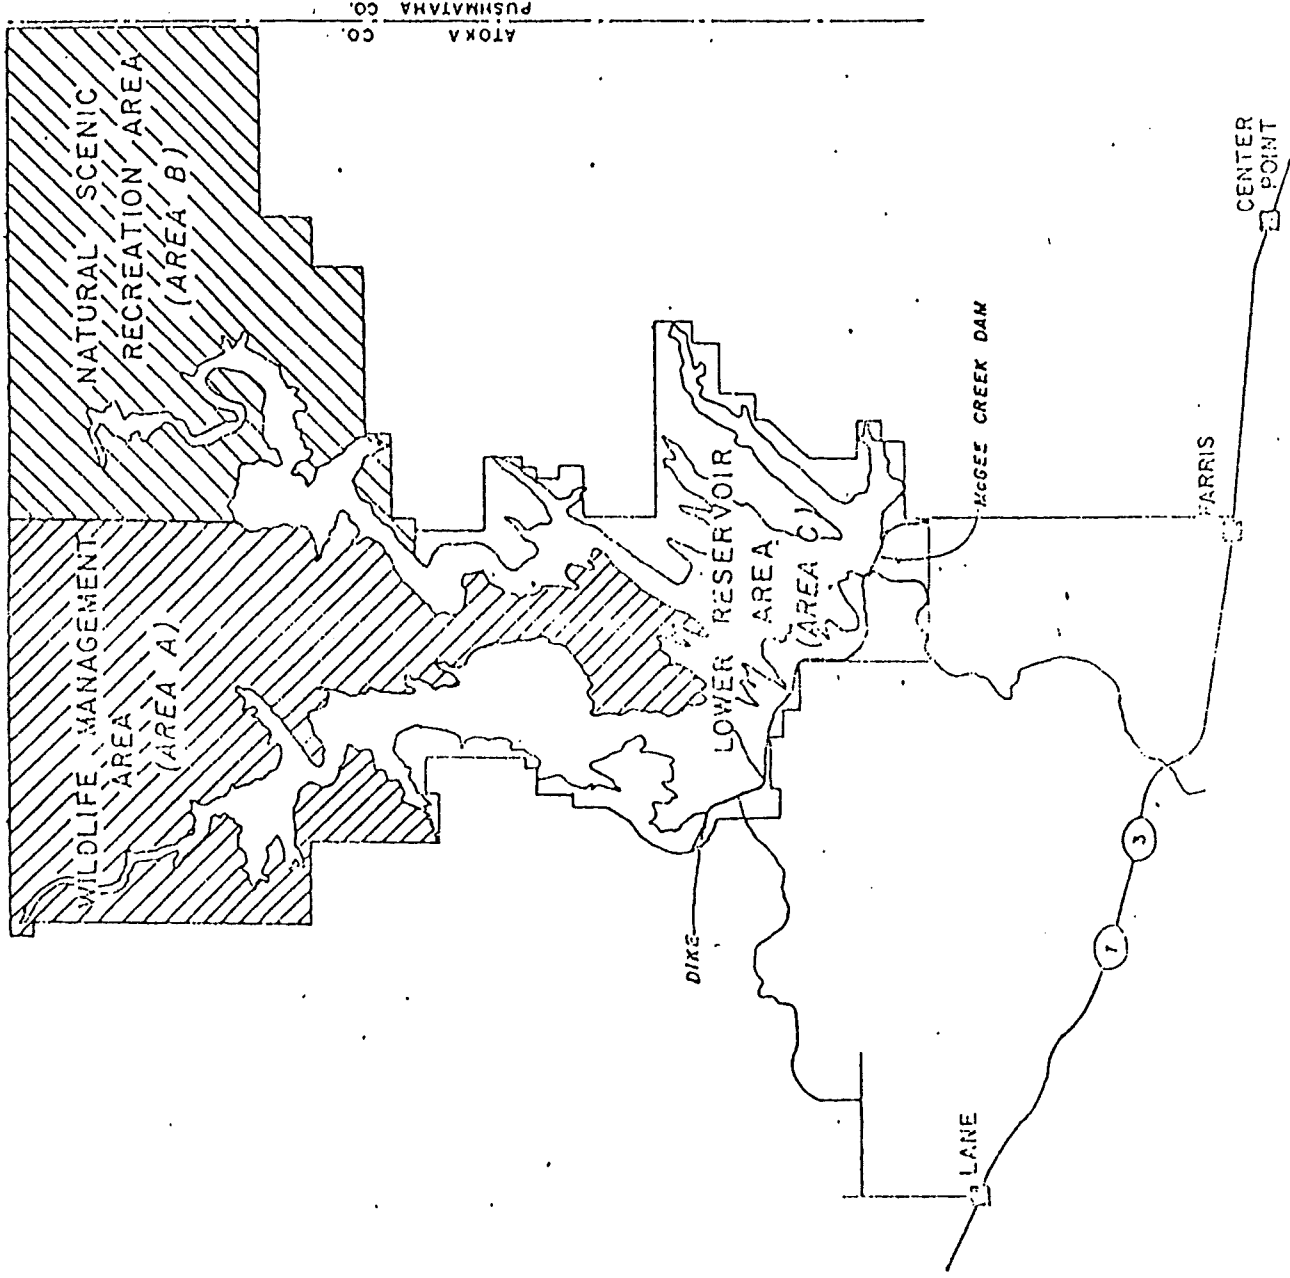 PUSHMATAHA CO.
ATOKA CO.
NATURAL SCENIC
RECREATION AREA
(AREA B)
WILDLIFE MANAGEMENT
AREA
(AREA A)
LOWER RESERVOIR
AREA
(AREA C)
McGEE CREEK DAM
DIKE
CENTER
POINT
FARRIS
LANE
3
7